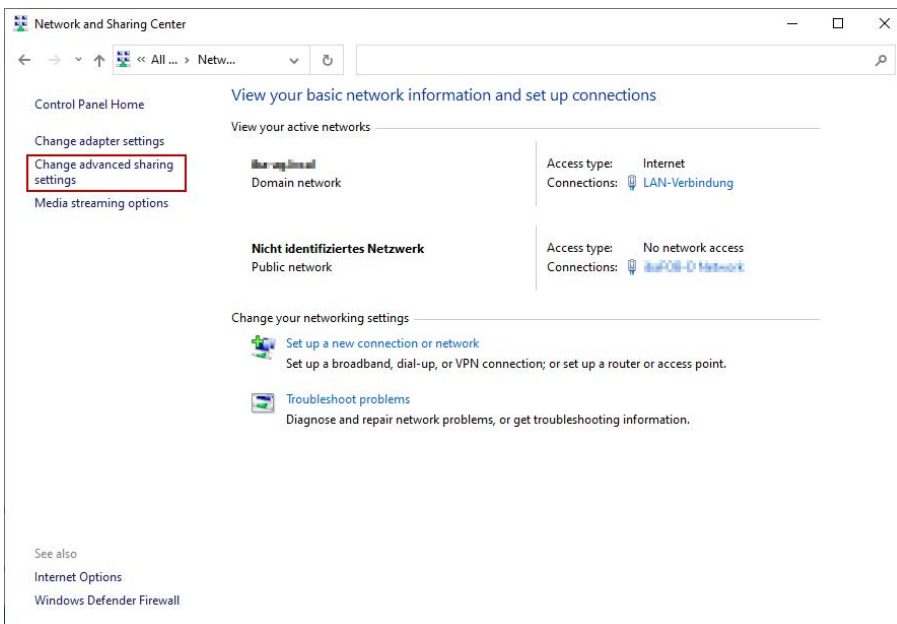 Network and Sharing Center
« All ... › Netw...
Control Panel Home
Change adapter settings
Change advanced sharing
settings
Media streaming options
View your basic network information and set up connections
View your active networks
Domain network
Access type: Internet
Connections: LAN-Verbindung
Nicht identifiziertes Netzwerk
Public network
Access type: No network access
Connections:
Change your networking settings
Set up a new connection or network
Set up a broadband, dial-up, or VPN connection; or set up a router or access point.
Troubleshoot problems
Diagnose and repair network problems, or get troubleshooting information.
See also
Internet Options
Windows Defender Firewall